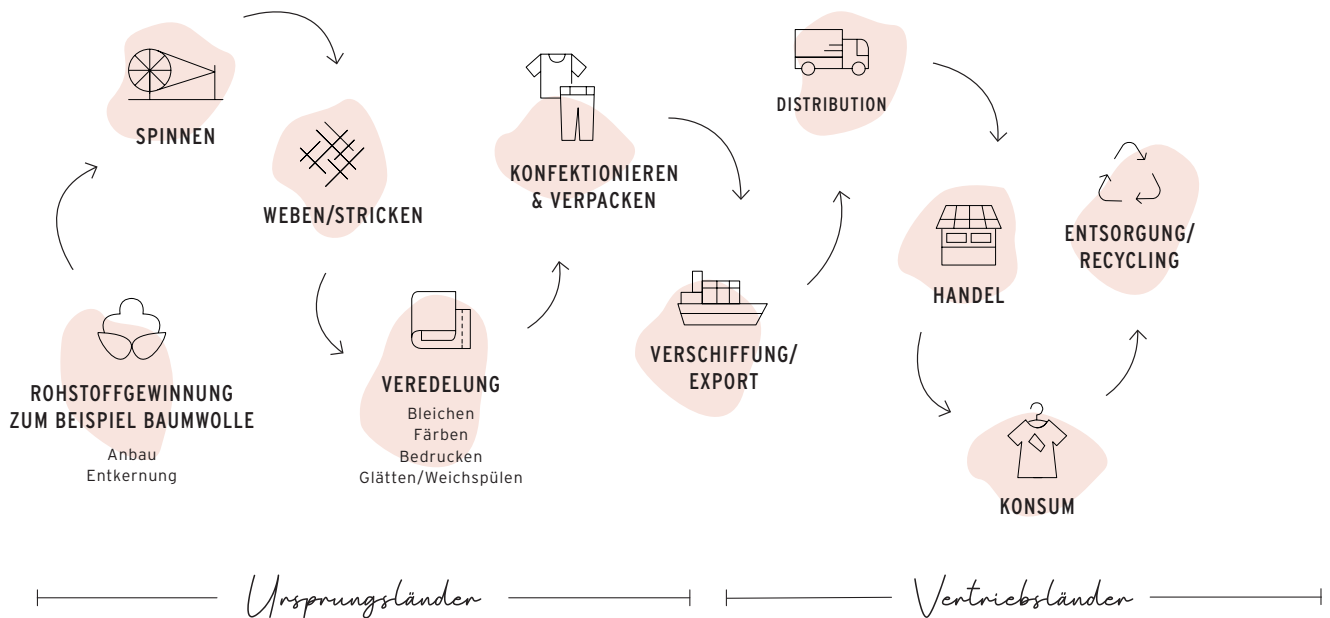 SPINNEN
WEBEN/STRICKEN
KONFEKTIONIEREN
& VERPACKEN
DISTRIBUTION
ENTSORGUNG/
RECYCLING
HANDEL
VERSCHIFFUNG/
EXPORT
ROHSTOFFGEWINNUNG
ZUM BEISPIEL BAUMWOLLE
Anbau
Entkernung
VEREDELUNG
Bleichen
Färben
Bedrucken
Glätten/Weichspülen
KONSUM
Ursprungsländer
Vertriebsländer